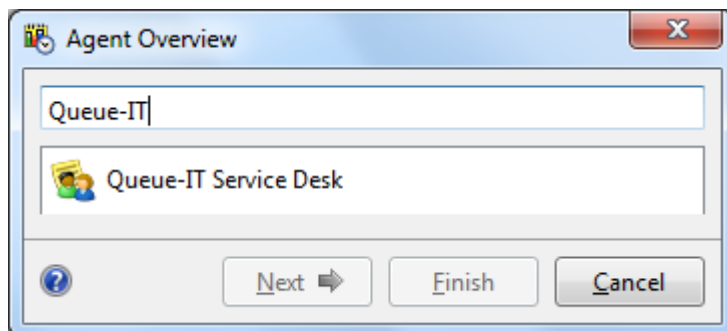 Agent Overview
Queue-IT
Queue-IT Service Desk
Next
Finish
Cancel